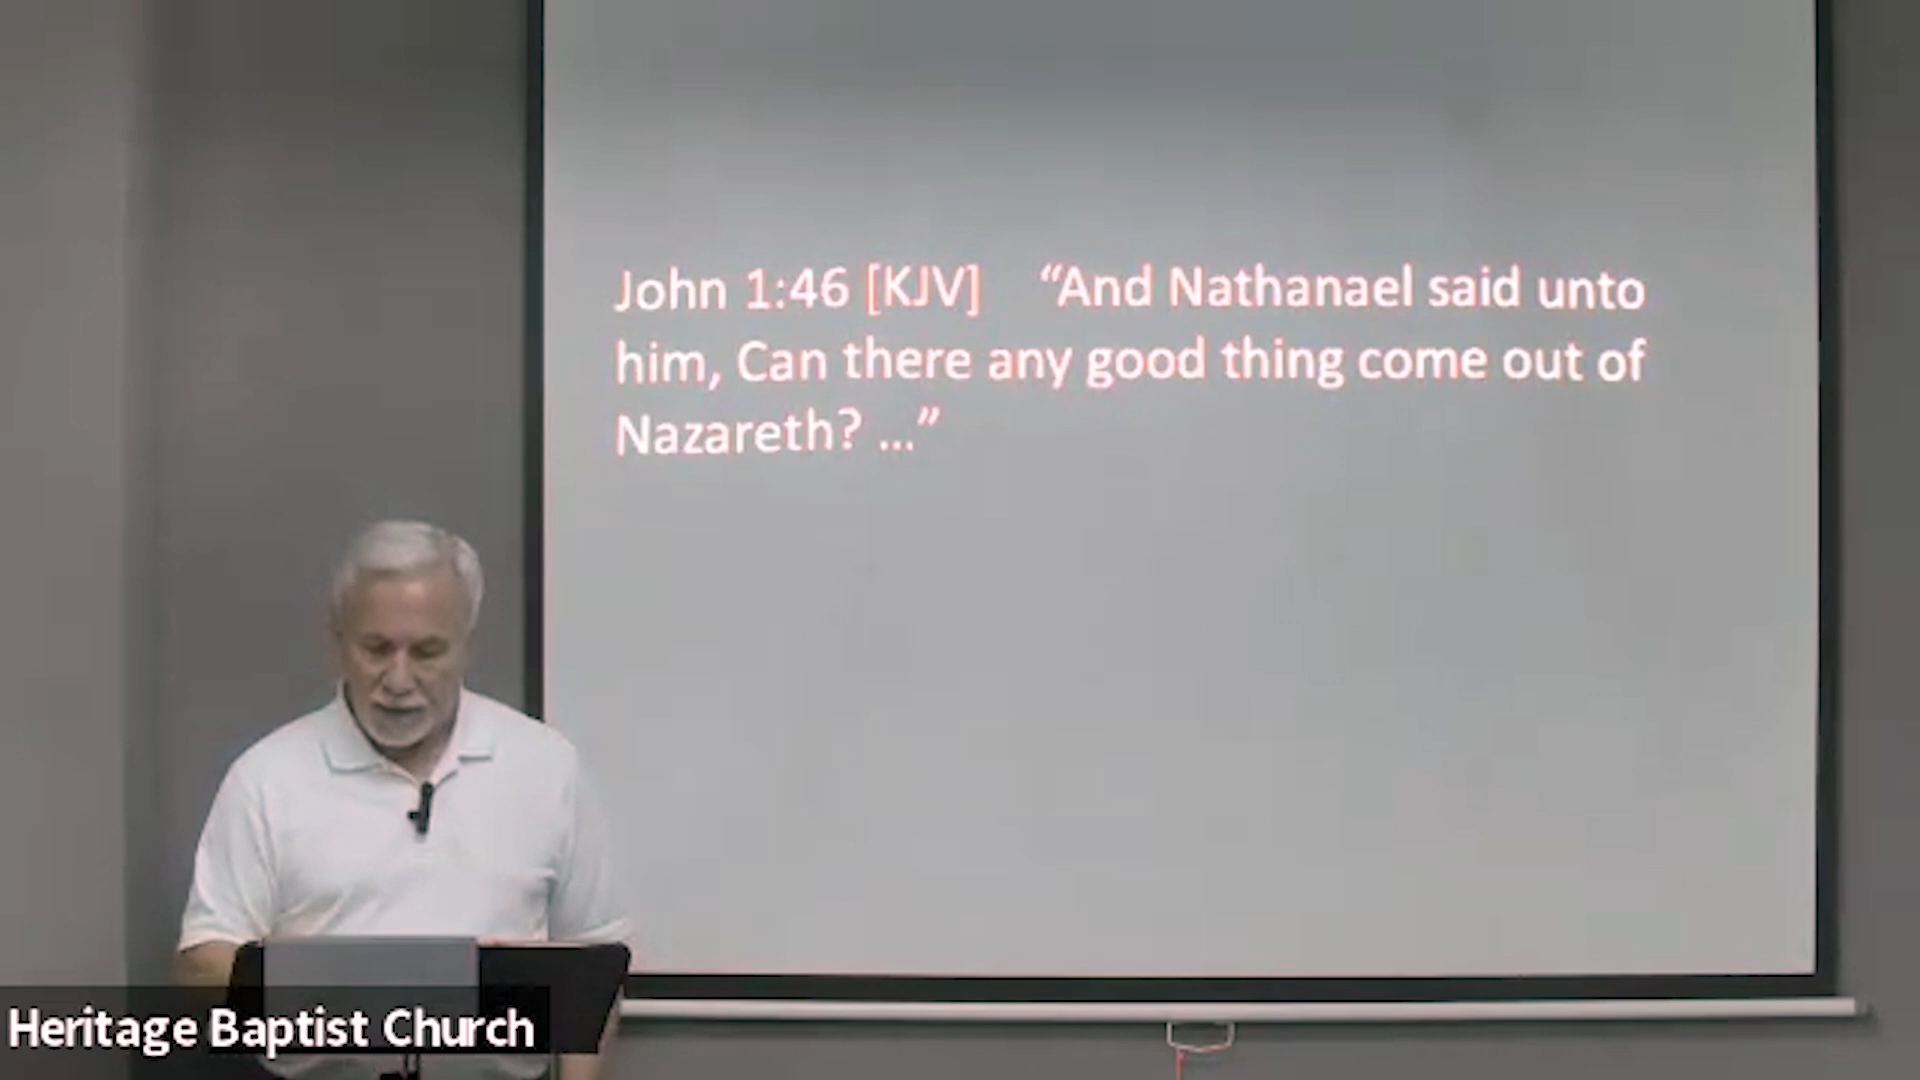 John 1:46 [KJV] “And Nathanael said unto
him, Can there any good thing come out of
Nazareth? ...”
Heritage Baptist Church